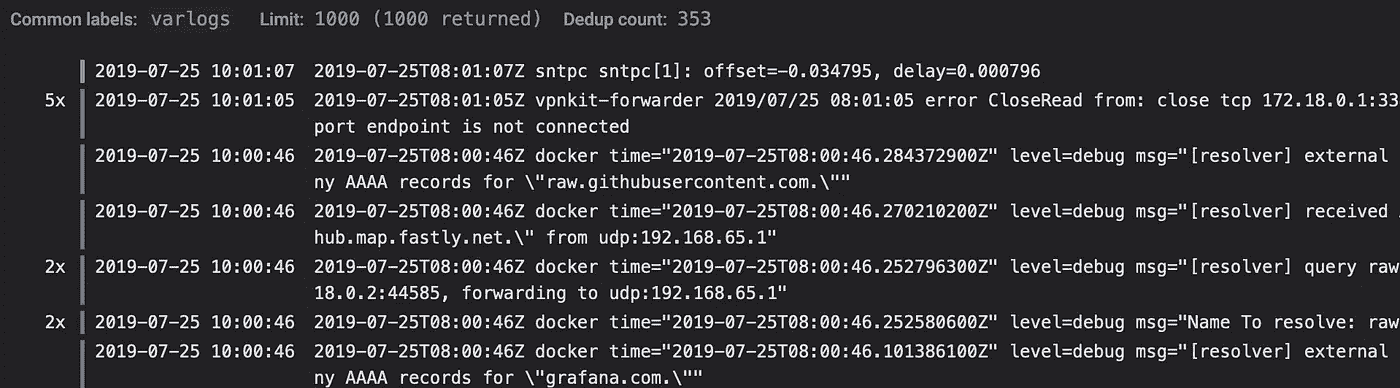 Common labels: varlogs Limit: 1000 (1000 returned) Dedup count: 353
2019-07-25 10:01:07 2019-07-25T08:01:07Z sntpc sntpc[1]: offset=-0.034795, delay=0.000796
5x 2019-07-25 10:01:05 2019-07-25T08:01:05Z vpnkit-forwarder 2019/07/25 08:01:05 error CloseRead from: close tcp 172.18.0.1:33
port endpoint is not connected
2019-07-25 10:00:46 2019-07-25T08:00:46Z docker time="2019-07-25T08:00:46.284372900Z" level=debug msg="[resolver] external
ny AAAA records for \"raw.githubusercontent.com.\""
2019-07-25 10:00:46 2019-07-25T08:00:46Z docker time="2019-07-25T08:00:46.270210200Z" level=debug msg="[resolver] received
hub.map.fastly.net.\" from udp:192.168.65.1"
2x 2019-07-25 10:00:46 2019-07-25T08:00:46Z docker time="2019-07-25T08:00:46.252796300Z" level=debug msg="[resolver] query raw
18.0.2:44585, forwarding to udp:192.168.65.1"
2x 2019-07-25 10:00:46 2019-07-25T08:00:46Z docker time="2019-07-25T08:00:46.252580600Z" level=debug msg="Name To resolve: raw
2019-07-25 10:00:46 2019-07-25T08:00:46Z docker time="2019-07-25T08:00:46.101386100Z" level=debug msg="[resolver] external
ny AAAA records for \"grafana.com.\""